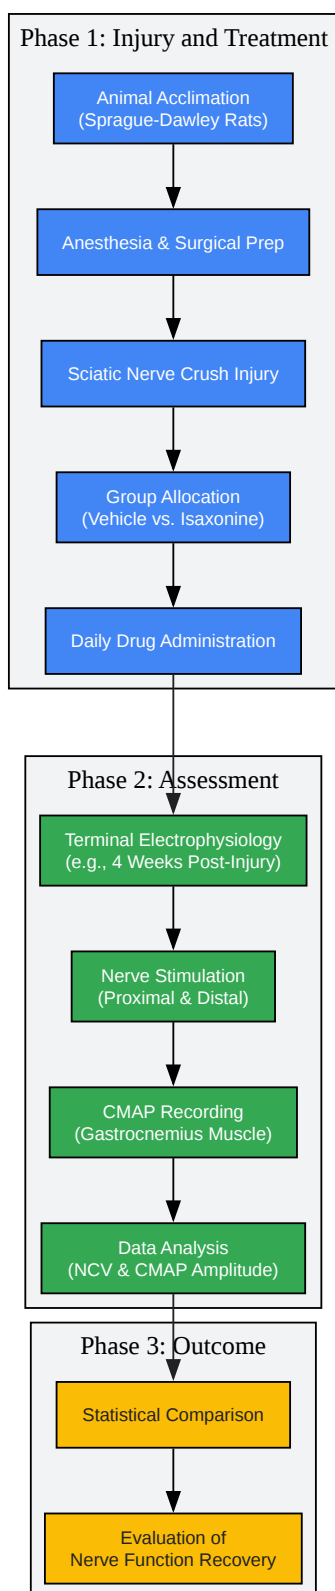 Phase 1: Injury and Treatment
Animal Acclimation
(Sprague-Dawley Rats)
Anesthesia & Surgical Prep
Sciatic Nerve Crush Injury
Group Allocation
(Vehicle vs. Isaxonine)
Daily Drug Administration
Phase 2: Assessment
Terminal Electrophysiology
(e.g., 4 Weeks Post-Injury)
Nerve Stimulation
(Proximal & Distal)
CMAP Recording
(Gastrocnemius Muscle)
Data Analysis
(NCV & CMAP Amplitude)
Phase 3: Outcome
Statistical Comparison
Evaluation of
Nerve Function Recovery